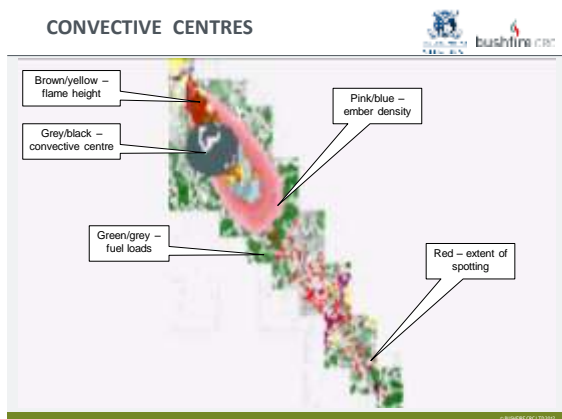 CONVECTIVE CENTRES
bushfire CRC
Brown/yellow –
flame height
Pink/blue –
ember density
Grey/black –
convective centre
Green/grey –
fuel loads
Red – extent of
spotting